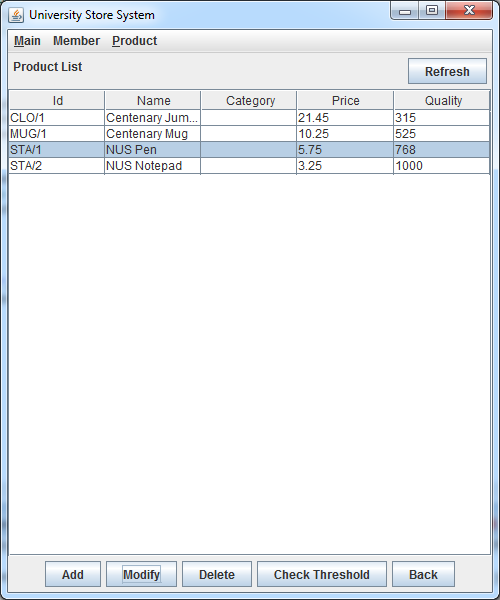 University Store System
Main Member Product
Product List
Refresh
Id Name Category Price Quality
CLO/1 Centenary Jum... 21.45 315
MUG/1 Centenary Mug 10.25 525
STA/1 NUS Pen 5.75 768
STA/2 NUS Notepad 3.25 1000
Add Modify Delete Check Threshold Back